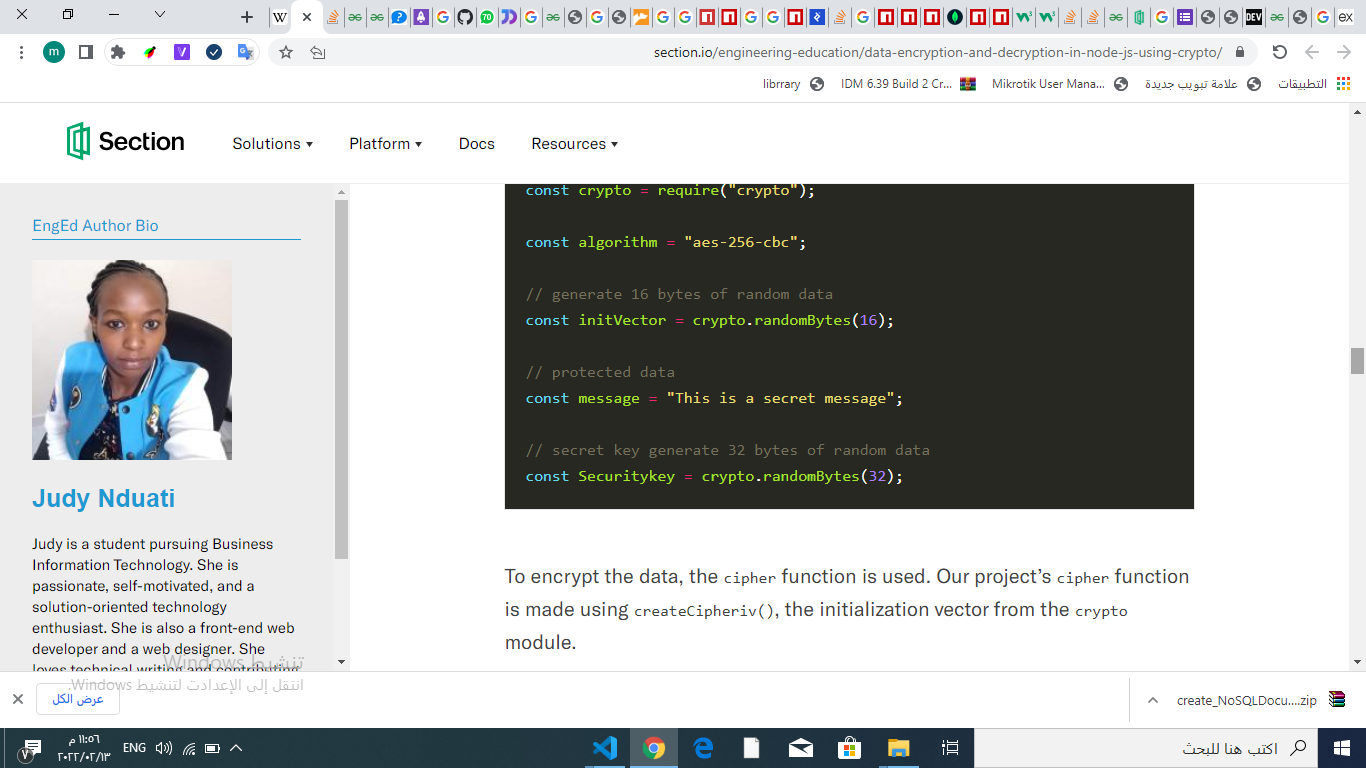 section.io/engineering-education/data-encryption-and-decryption-in-node-js-using-crypto/
التطبيقات
علامة تبويب جديدة
Mikrotik User Mana...
IDM 6.39 Build 2 Cr...
librrary
Section
Solutions
Platform
Docs
Resources
EngEd Author Bio
Judy Nduati
Judy is a student pursuing Business
Information Technology. She is
passionate, self-motivated, and a
solution-oriented technology
enthusiast. She is also a front-end web
developer and a web designer. She
loves technical writing and contributing
const crypto = require("crypto");
const algorithm = "aes-256-cbc";
// generate 16 bytes of random data
const initVector = crypto.randomBytes(16);
// protected data
const message = "This is a secret message";
// secret key generate 32 bytes of random data
const Securitykey = crypto.randomBytes(32);
To encrypt the data, the cipher function is used. Our project’s cipher function
is made using createCipheriv(), the initialization vector from the crypto
module.
تنشيط Windows
انتقل إلى الإعدادات لتنشيط Windows.
عرض الكل
create_NoSQLDocu....zip
اكتب هنا للبحث
ENG
١١:٥٦ م
٢٠٢٢/٠٢/١٣